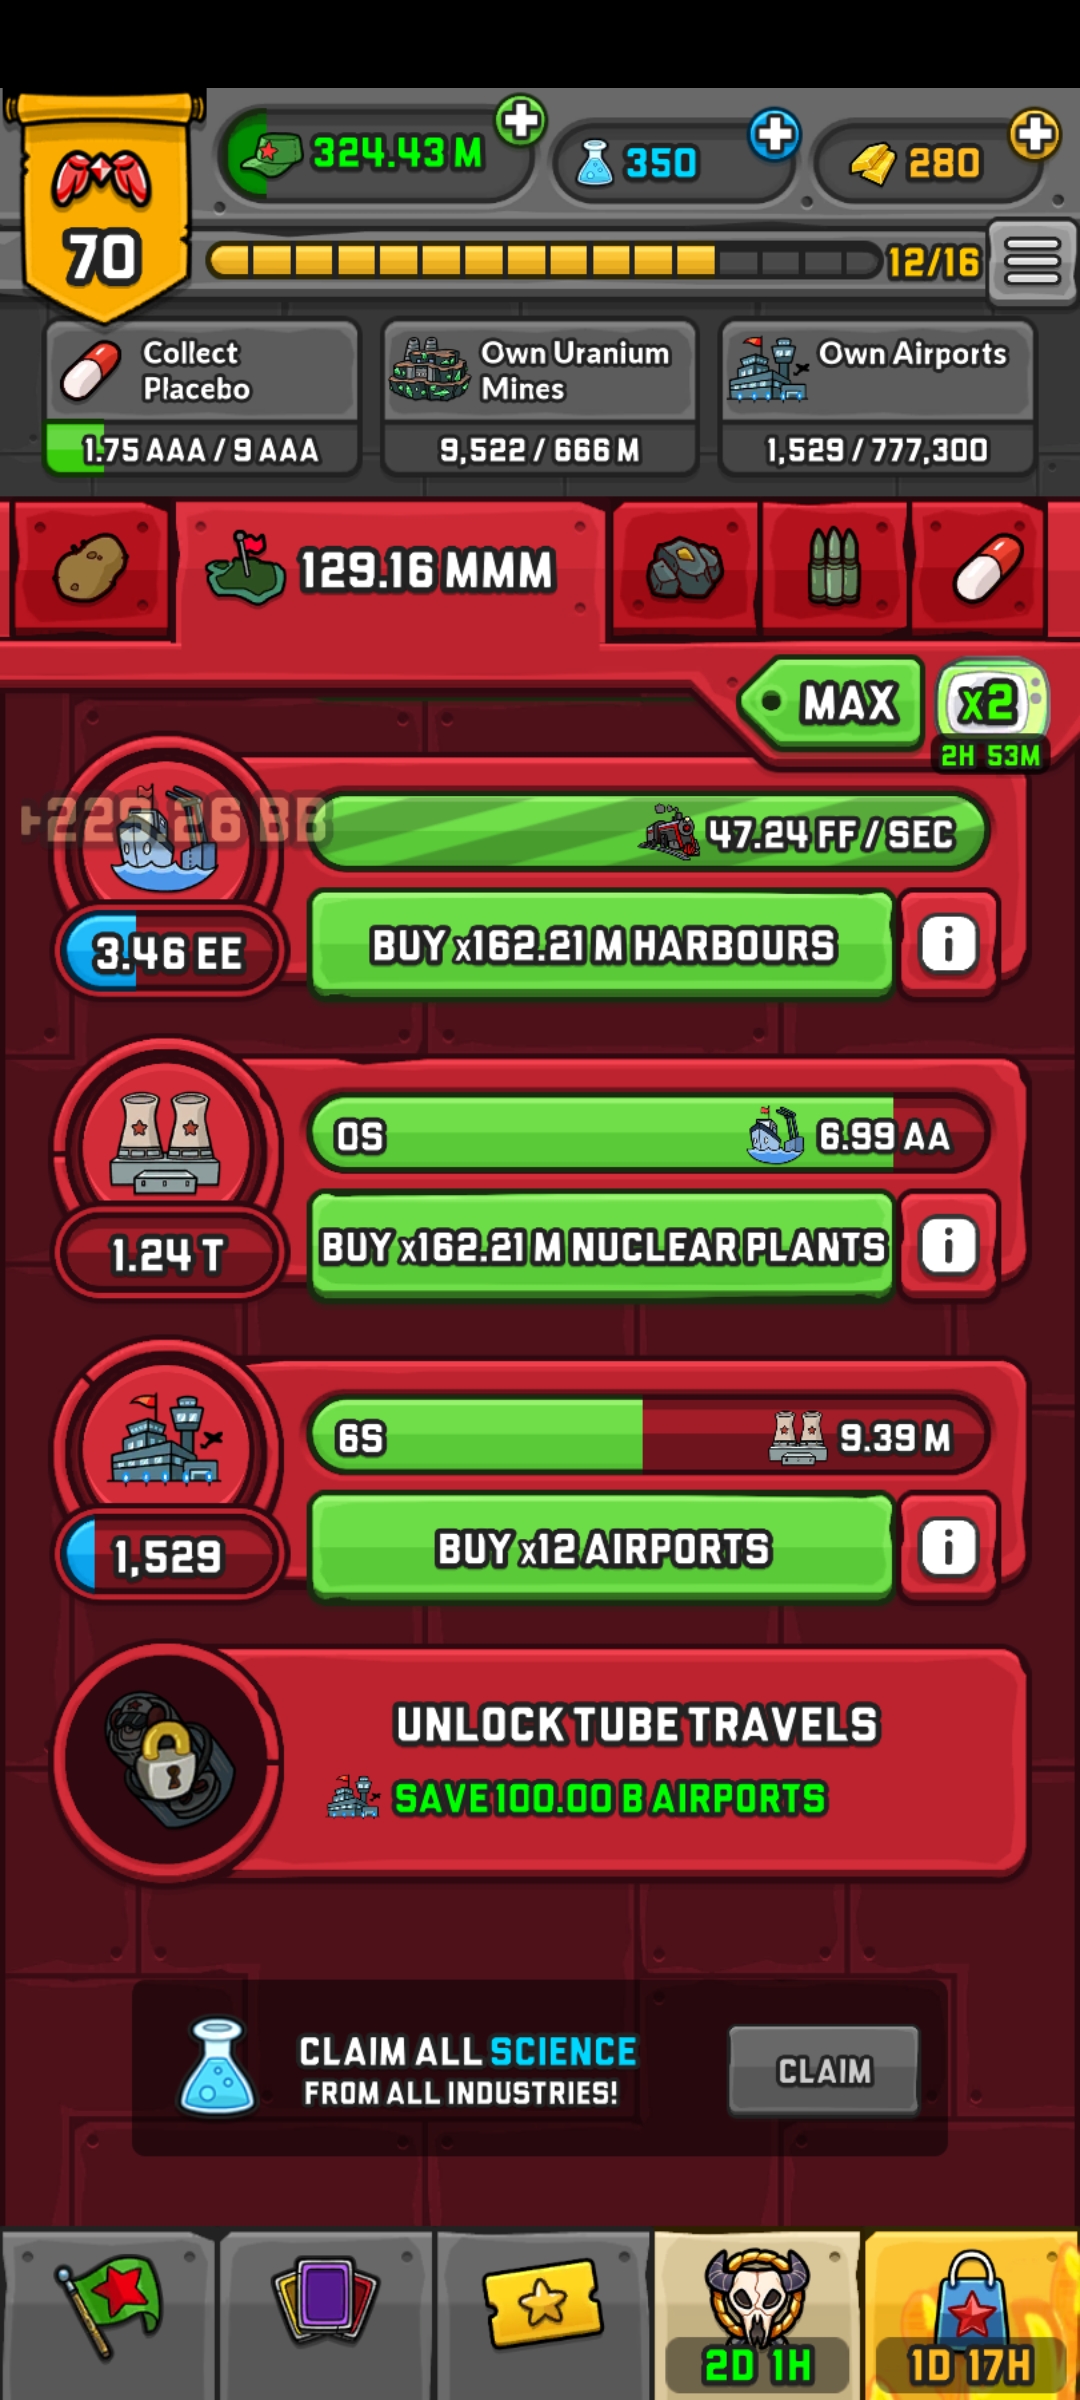 324.43 M
350
280
70
12/16
Collect
Placebo
1.75 AAA / 9 AAA
Own Uranium
Mines
9,522 / 666 M
Own Airports
1,529 / 777,300
129.16 MMM
MAX
x2
2H 53M
47.24 FF / SEC
3.46 EE
BUY x162.21 M HARBOURS
i
0S
6.99 AA
1.24 T
BUY x162.21 M NUCLEAR PLANTS
i
6S
9.39 M
1,529
BUY x12 AIRPORTS
i
UNLOCK TUBE TRAVELS
SAVE 100.00 B AIRPORTS
CLAIM ALL SCIENCE
FROM ALL INDUSTRIES!
CLAIM
2D 1H
1D 17H